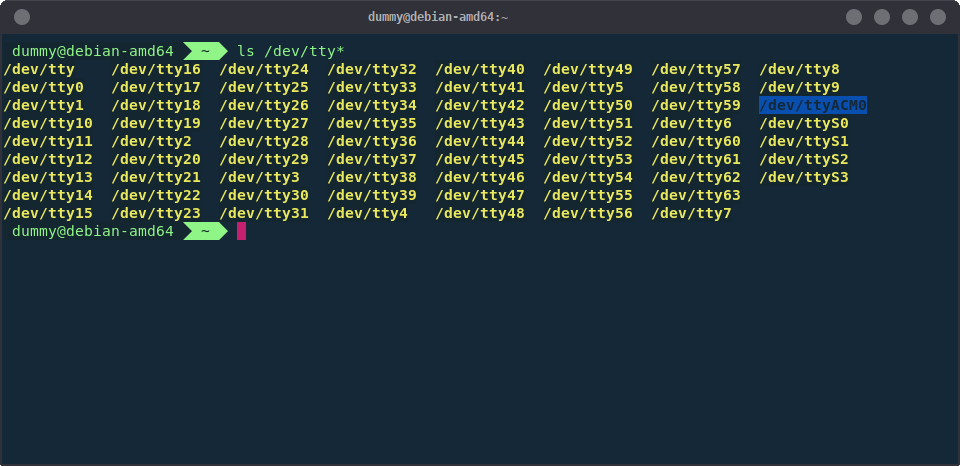 dummy@debian-amd64:~
dummy@debian-amd64 ~ ls /dev/tty*
/dev/tty /dev/tty16 /dev/tty24 /dev/tty32 /dev/tty40 /dev/tty49 /dev/tty57 /dev/tty8
/dev/tty0 /dev/tty17 /dev/tty25 /dev/tty33 /dev/tty41 /dev/tty5 /dev/tty58 /dev/tty9
/dev/tty1 /dev/tty18 /dev/tty26 /dev/tty34 /dev/tty42 /dev/tty50 /dev/tty59 /dev/ttyACM0
/dev/tty10 /dev/tty19 /dev/tty27 /dev/tty35 /dev/tty43 /dev/tty51 /dev/tty6 /dev/ttyS0
/dev/tty11 /dev/tty2 /dev/tty28 /dev/tty36 /dev/tty44 /dev/tty52 /dev/tty60 /dev/ttyS1
/dev/tty12 /dev/tty20 /dev/tty29 /dev/tty37 /dev/tty45 /dev/tty53 /dev/tty61 /dev/ttyS2
/dev/tty13 /dev/tty21 /dev/tty3 /dev/tty38 /dev/tty46 /dev/tty54 /dev/tty62 /dev/ttyS3
/dev/tty14 /dev/tty22 /dev/tty30 /dev/tty39 /dev/tty47 /dev/tty55 /dev/tty63
/dev/tty15 /dev/tty23 /dev/tty31 /dev/tty4 /dev/tty48 /dev/tty56 /dev/tty7
dummy@debian-amd64 ~